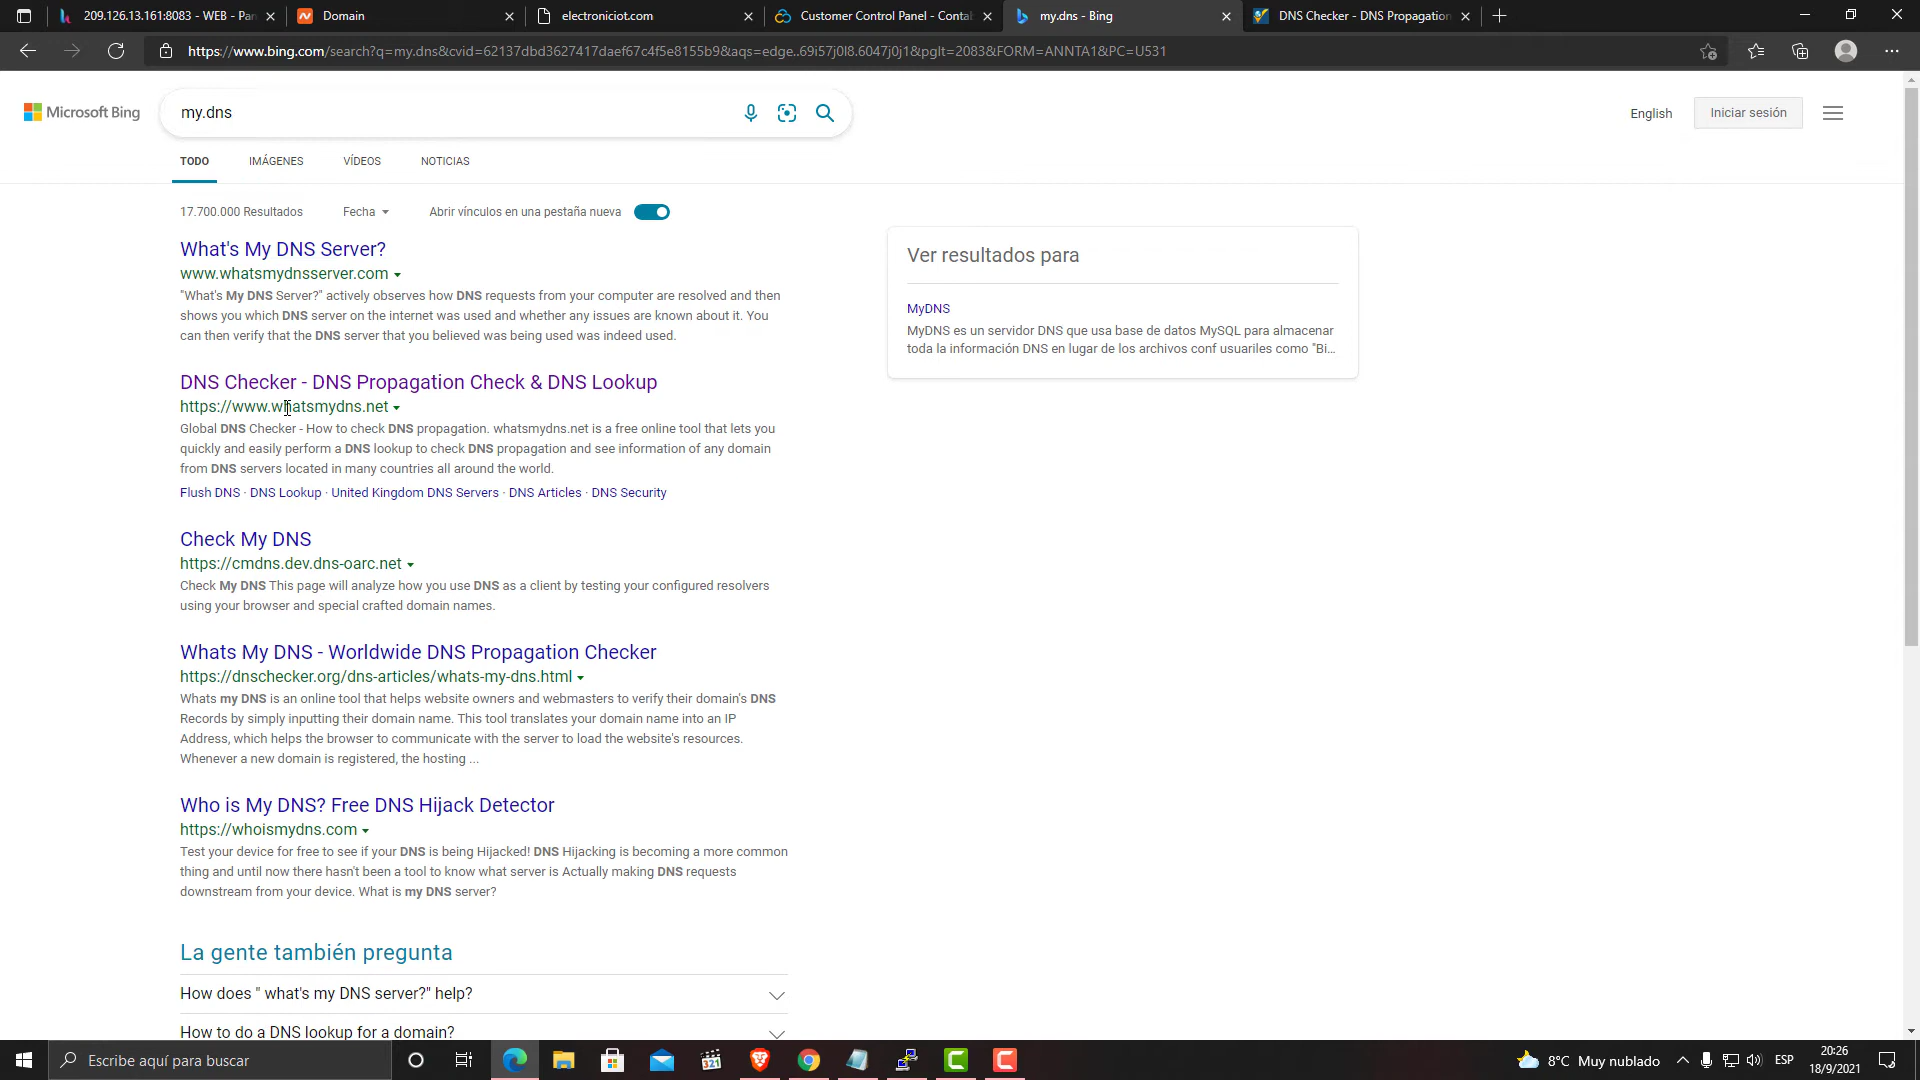 209.126.13.161:8083 - WEB - Pan
Domain
electroniciot.com
Customer Control Panel - Conta
my.dns - Bing
DNS Checker - DNS Propagation
https://www.bing.com/search?q=my.dns&cvid=62137dbd3627417daef67c4f5e8155b9&aqs=edge..69i57j0l8.6047j0j1&pglt=2083&FORM=ANNTA1&PC=U531
Microsoft Bing
my.dns
English
Iniciar sesión
TODO IMÁGENES VÍDEOS NOTICIAS
17.700.000 Resultados Fecha Abrir vínculos en una pestaña nueva
What's My DNS Server?
www.whatsmydnsserver.com
"What's My DNS Server?" actively observes how DNS requests from your computer are resolved and then
shows you which DNS server on the internet was used and whether any issues are known about it. You
can then verify that the DNS server that you believed was being used was indeed used.
DNS Checker - DNS Propagation Check & DNS Lookup
https://www.whatsmydns.net
Global DNS Checker - How to check DNS propagation. whatsmydns.net is a free online tool that lets you
quickly and easily perform a DNS lookup to check DNS propagation and see information of any domain
from DNS servers located in many countries all around the world.
Flush DNS · DNS Lookup · United Kingdom DNS Servers · DNS Articles · DNS Security
Check My DNS
https://cmdns.dev.dns-oarc.net
Check My DNS This page will analyze how you use DNS as a client by testing your configured resolvers
using your browser and special crafted domain names.
Whats My DNS - Worldwide DNS Propagation Checker
https://dnschecker.org/dns-articles/whats-my-dns.html
Whats my DNS is an online tool that helps website owners and webmasters to verify their domain's DNS
Records by simply inputting their domain name. This tool translates your domain name into an IP
Address, which helps the browser to communicate with the server to load the website's resources.
Whenever a new domain is registered, the hosting ...
Who is My DNS? Free DNS Hijack Detector
https://whoismydns.com
Test your device for free to see if your DNS is being Hijacked! DNS Hijacking is becoming a more common
thing and until now there hasn't been a tool to know what server is Actually making DNS requests
downstream from your device. What is my DNS server?
La gente también pregunta
How does " what's my DNS server?" help?
How to do a DNS lookup for a domain?
Ver resultados para
MyDNS
MyDNS es un servidor DNS que usa base de datos MySQL para almacenar
toda la información DNS en lugar de los archivos conf usuariles como "Bi...
Escribe aquí para buscar
321
8°C Muy nublado
ESP
20:26
18/9/2021